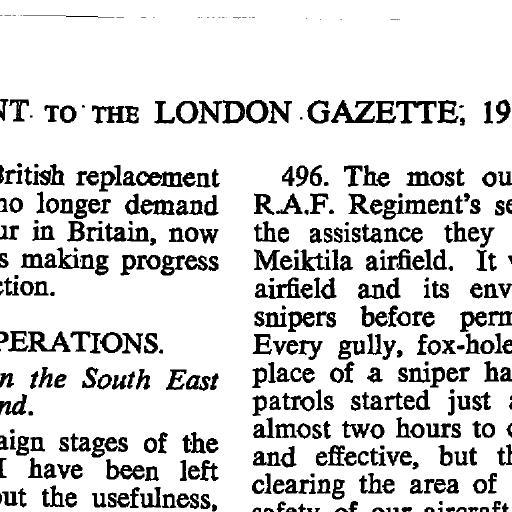 NT TO THE LONDON GAZETTE, 19
British replacement
no longer demand
ur in Britain, now
s making progress
ction.
PERATIONS.
n the South East
nd.
aign stages of the
I have been left
out the usefulness,
496. The most ou
R.A.F. Regiment's se
the assistance they
Meiktila airfield. It
airfield and its env
snipers before perm
Every gully, fox-hole
place of a sniper ha
patrols started just a
almost two hours to c
and effective, but th
clearing the area of
safety of our aircraft